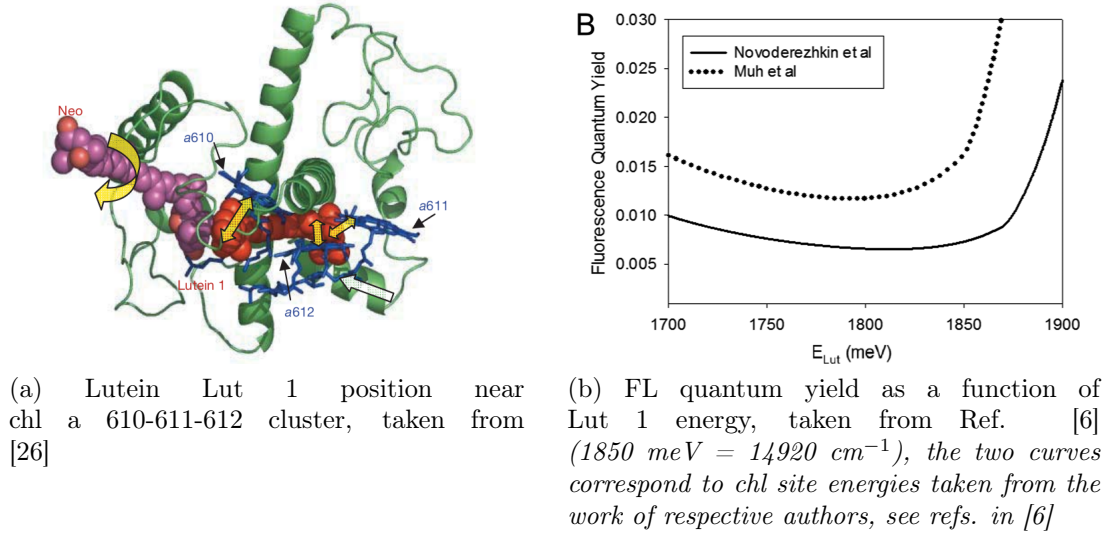 Neo
a610
a611
Lutein 1
a612
(a) Lutein Lut 1 position near
chl a 610-611-612 cluster, taken from
[26]
B
0.030
0.025
0.020
0.015
0.010
0.005
Fluorescence Quantum Yield
Novoderezhkin et al
Muh et al
1700
1750
1800
1850
1900
E_Lut (meV)
(b) FL quantum yield as a function of
Lut 1 energy, taken from Ref. [6]
(1850 meV = 14920 cm⁻¹), the two curves
correspond to chl site energies taken from the
work of respective authors, see refs. in [6]